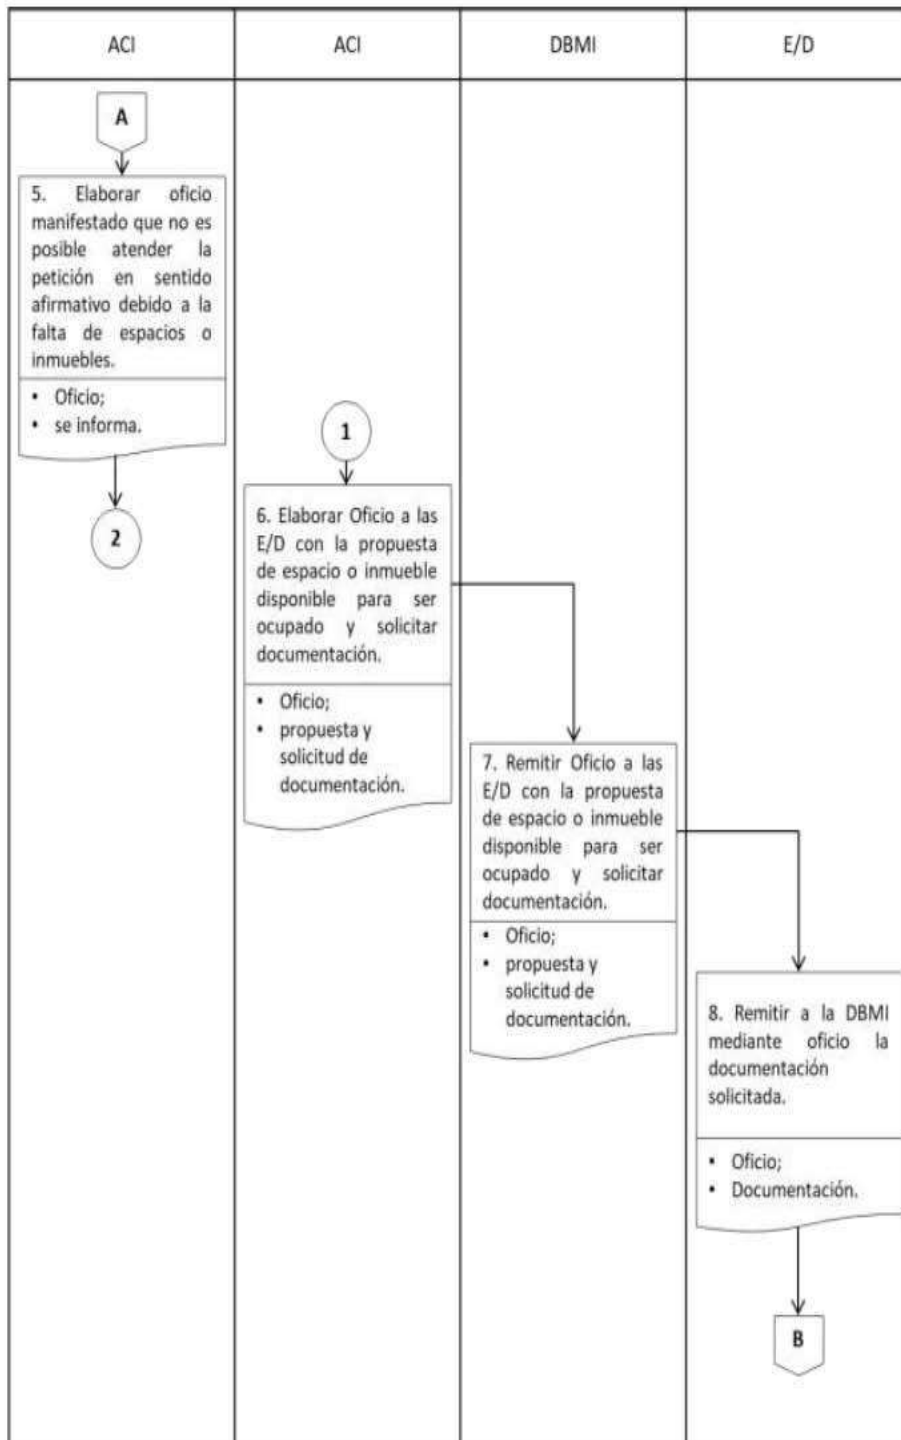 ACI
ACI
DBMI
E/D
A
5. Elaborar oficio
manifestado que no es
posible atender la
petición en sentido
afirmativo debido a la
falta de espacios o
inmuebles.
• Oficio;
• se informa.
2
1
6. Elaborar Oficio a las
E/D con la propuesta
de espacio o inmueble
disponible para ser
ocupado y solicitar
documentación.
• Oficio;
• propuesta y
solicitud de
documentación.
7. Remitir Oficio a las
E/D con la propuesta
de espacio o inmueble
disponible para ser
ocupado y solicitar
documentación.
• Oficio;
• propuesta y
solicitud de
documentación.
8. Remitir a la DBMI
mediante oficio la
documentación
solicitada.
• Oficio;
• Documentación.
B